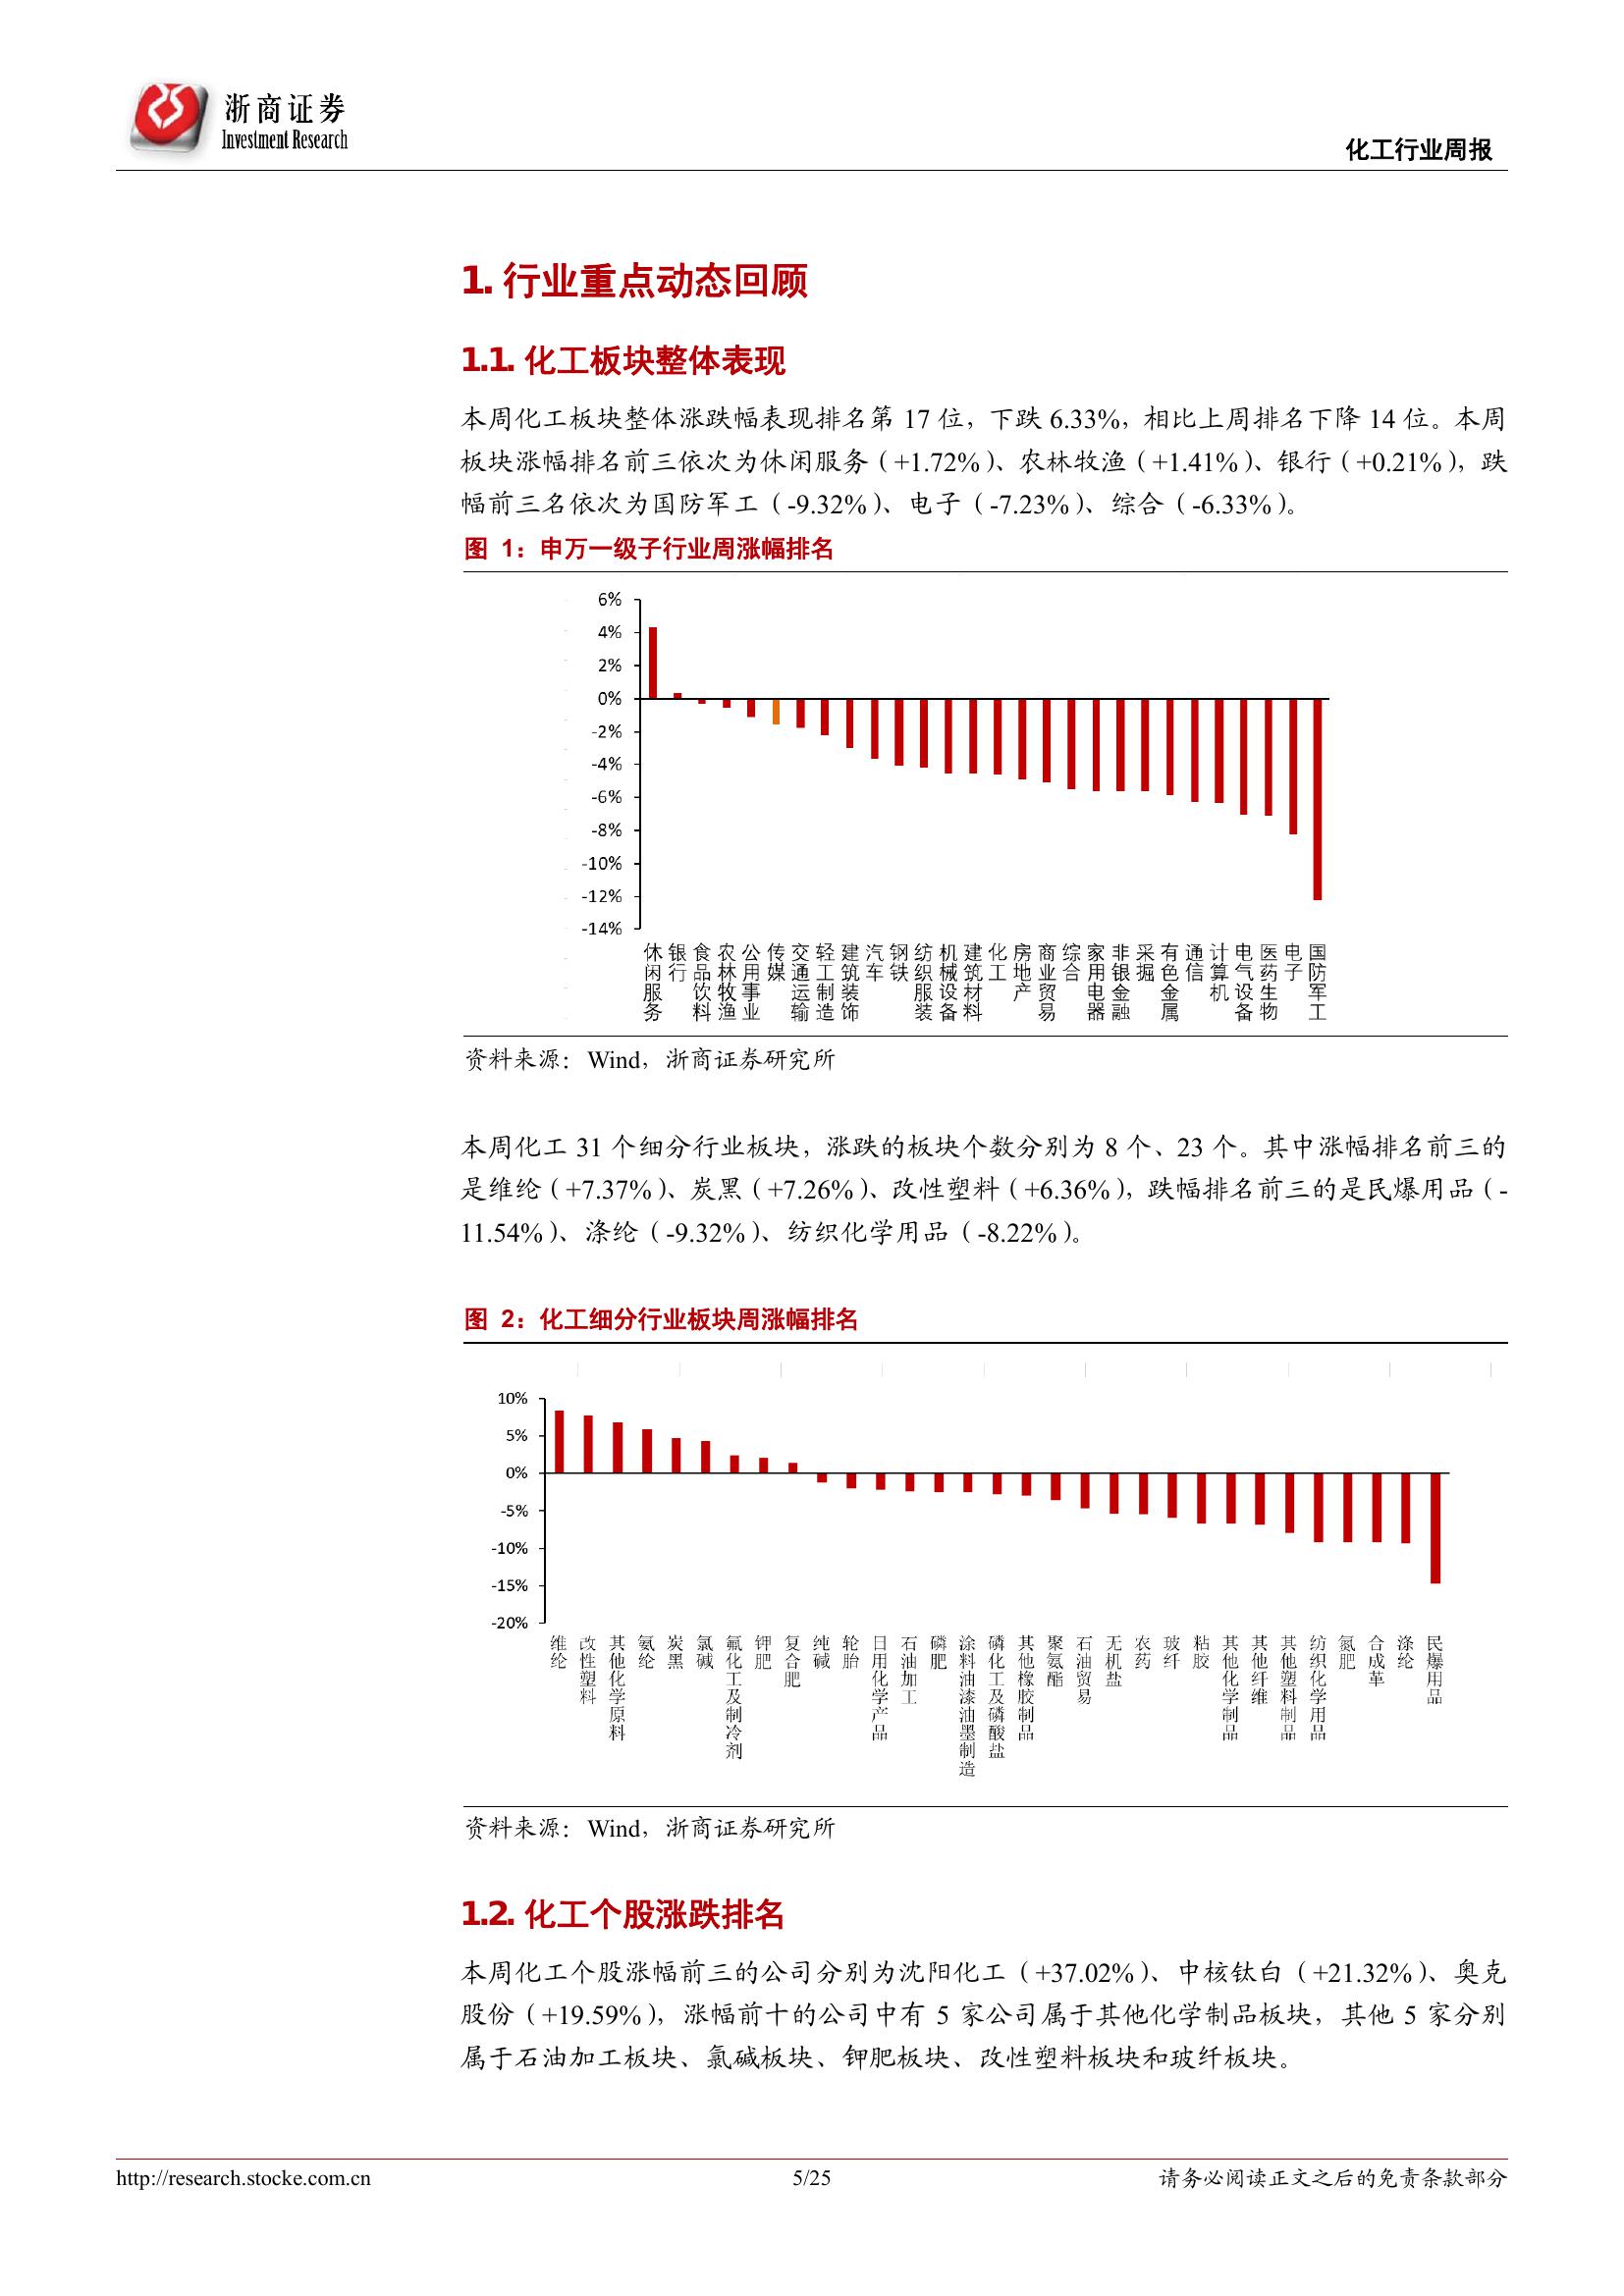 浙商证券
Investment Research
化工行业周报
1. 行业重点动态回顾
1.1. 化工板块整体表现
本周化工板块整体涨跌幅表现排名第 17 位，下跌 6.33%，相比上周排名下降 14 位。本周
板块涨幅排名前三依次为休闲服务（+1.72%）、农林牧渔（+1.41%）、银行（+0.21%），跌
幅前三名依次为国防军工（-9.32%）、电子（-7.23%）、综合（-6.33%）。
图 1：申万一级子行业周涨幅排名
6%
4%
2%
0%
-2%
-4%
-6%
-8%
-10%
-12%
-14%
休闲服务
银行
食品饮料
农林牧渔
公用事业
传媒
交通运输
轻工制造
建筑装饰
汽车
钢铁
纺织服装
机械设备
建筑材料
化工
房地产
商业贸易
综合
家用电器
非银金融
采掘
有色金属
通信
计算机
电气设备
医药生物
电子
国防军工
资料来源： Wind，浙商证券研究所
本周化工 31 个细分行业板块，涨跌的板块个数分别为 8 个、23 个。其中涨幅排名前三的
是维纶（+7.37%）、炭黑（+7.26%）、改性塑料（+6.36%），跌幅排名前三的是民爆用品（-
11.54%）、涤纶（-9.32%）、纺织化学用品（-8.22%）。
图 2：化工细分行业板块周涨幅排名
10%
5%
0%
-5%
-10%
-15%
-20%
维纶
改性塑料
其他化学原料
氨纶
炭黑
氯碱
氟化工及制冷剂
钾肥
复合肥
纯碱
轮胎
日用化学产品
石油加工
磷肥
涂料油漆油墨制造
磷化工及磷酸盐
其他橡胶制品
聚氨酯
石油贸易
无机盐
农药
玻纤
粘胶
其他化学制品
其他纤维
其他塑料制品
纺织化学用品
氮肥
合成革
涤纶
民爆用品
资料来源： Wind，浙商证券研究所
1.2. 化工个股涨跌排名
本周化工个股涨幅前三的公司分别为沈阳化工（+37.02%）、中核钛白（+21.32%）、奥克
股份（+19.59%），涨幅前十的公司中有 5 家公司属于其他化学制品板块，其他 5 家分别
属于石油加工板块、氯碱板块、钾肥板块、改性塑料板块和玻纤板块。
http://research.stocke.com.cn
5/25
请务必阅读正文之后的免责条款部分